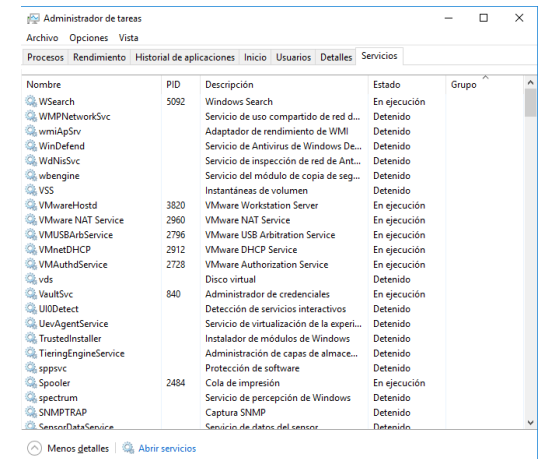 Administrador de tareas
Archivo Opciones Vista
Procesos Rendimiento Historial de aplicaciones Inicio Usuarios Detalles Servicios
Nombre PID Descripción Estado Grupo
WSearch 5092 Windows Search En ejecución
WMPNetworkSvc Servicio de uso compartido de red d... Detenido
wmiApSrv Adaptador de rendimiento de WMI Detenido
WinDefend Servicio de Antivirus de Windows De... Detenido
WdNisSvc Servicio de inspección de red de Ant... Detenido
wbengine Servicio del módulo de copia de seg... Detenido
VSS Instantáneas de volumen Detenido
VMwareHostd 3820 VMware Workstation Server En ejecución
VMware NAT Service 2960 VMware NAT Service En ejecución
VMUSBArbService 2796 VMware USB Arbitration Service En ejecución
VMnetDHCP 2912 VMware DHCP Service En ejecución
VMAuthdService 2728 VMware Authorization Service En ejecución
vds Disco virtual Detenido
VaultSvc 840 Administrador de credenciales En ejecución
UI0Detect Detección de servicios interactivos Detenido
UevAgentService Servicio de virtualización de la experi... Detenido
TrustedInstaller Instalador de módulos de Windows Detenido
TieringEngineService Administración de capas de almace... Detenido
sppsvc Protección de software Detenido
Spooler 2484 Cola de impresión En ejecución
spectrum Servicio de percepción de Windows Detenido
SNMPTRAP Captura SNMP Detenido
SensorDataService Servicio de datos del sensor Detenido
Menos detalles Abrir servicios